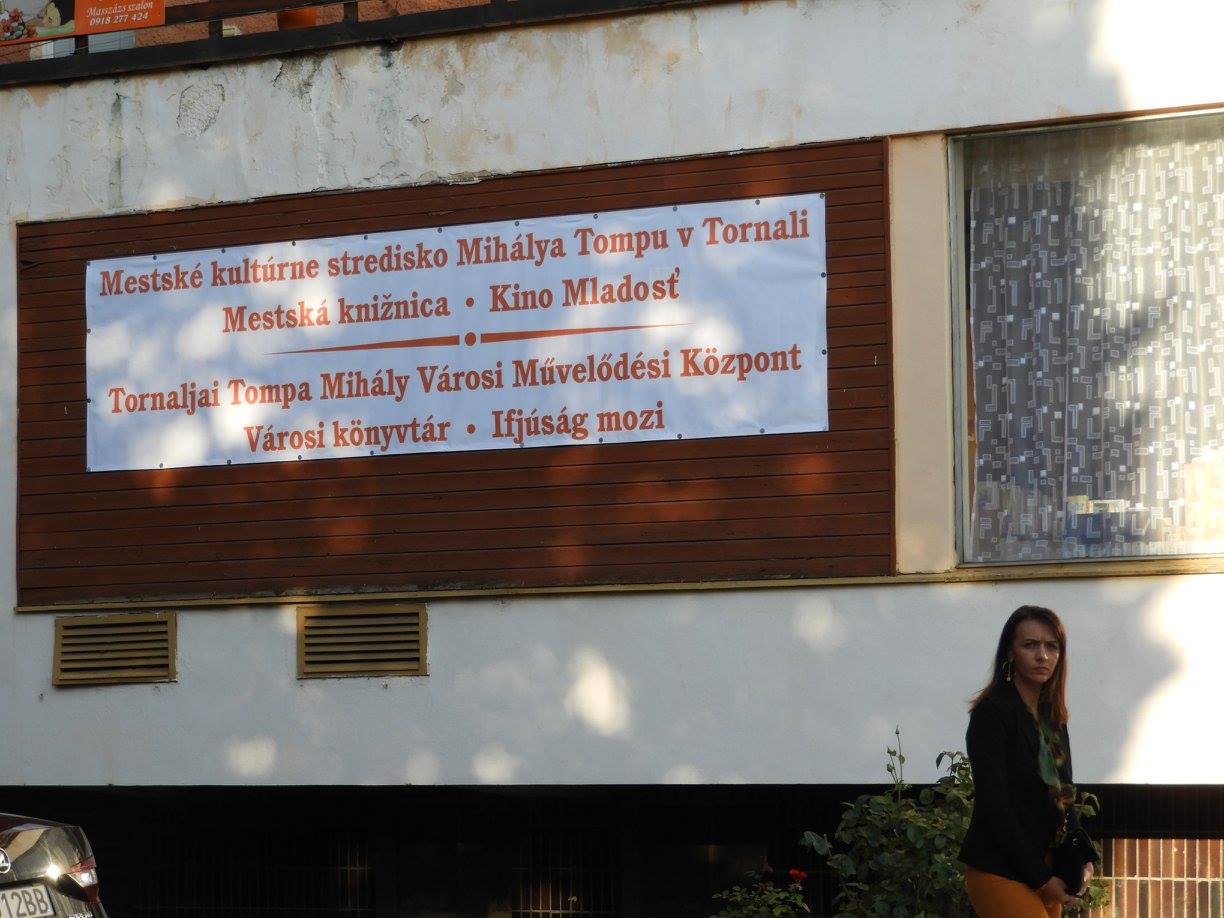 Masszázs szalon
0918 277 424
Mestské kultúrne stredisko Mihálya Tompu v Tornali
Mestská knižnica • Kino Mladosť
Tornaljai Tompa Mihály Városi Művelődési Központ
Városi könyvtár • Ifjúság mozi
12BB